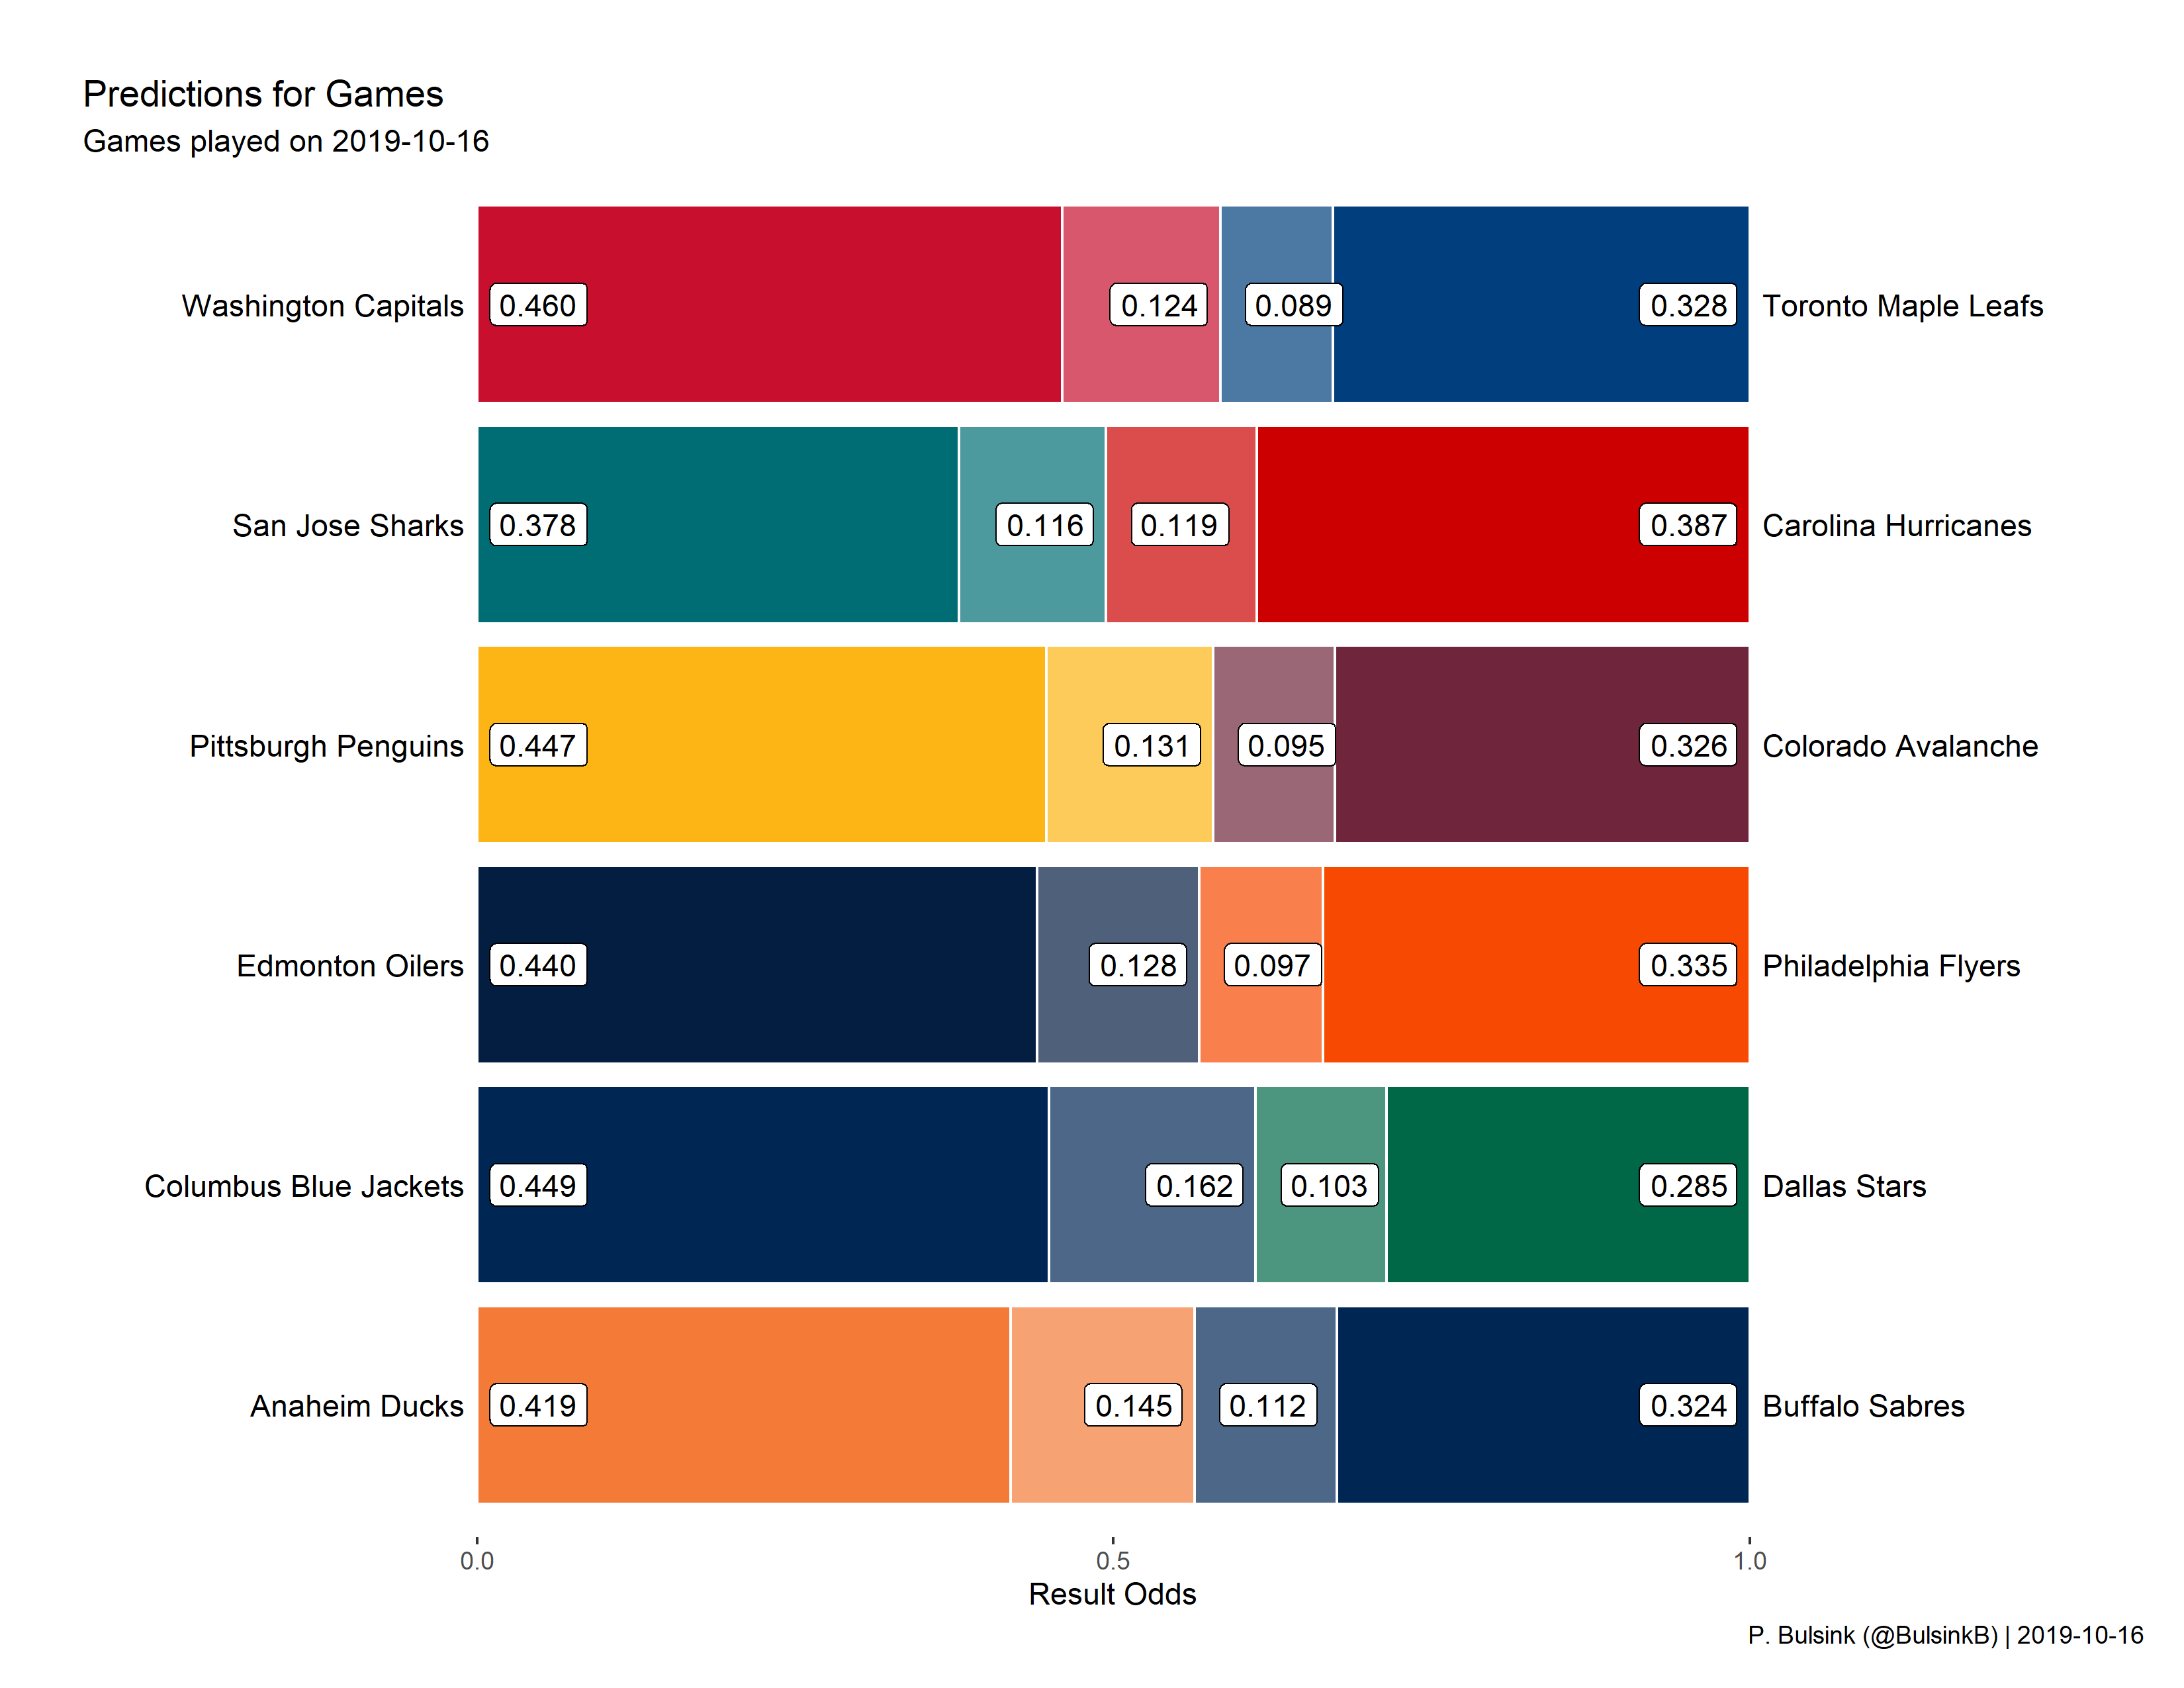 Predictions for Games
Games played on 2019-10-16
Washington Capitals 0.460 0.124 0.089 0.328 Toronto Maple Leafs
San Jose Sharks 0.378 0.116 0.119 0.387 Carolina Hurricanes
Pittsburgh Penguins 0.447 0.131 0.095 0.326 Colorado Avalanche
Edmonton Oilers 0.440 0.128 0.097 0.335 Philadelphia Flyers
Columbus Blue Jackets 0.449 0.162 0.103 0.285 Dallas Stars
Anaheim Ducks 0.419 0.145 0.112 0.324 Buffalo Sabres
0.0 0.5 1.0
Result Odds
P. Bulsink (@BulsinkB) | 2019-10-16